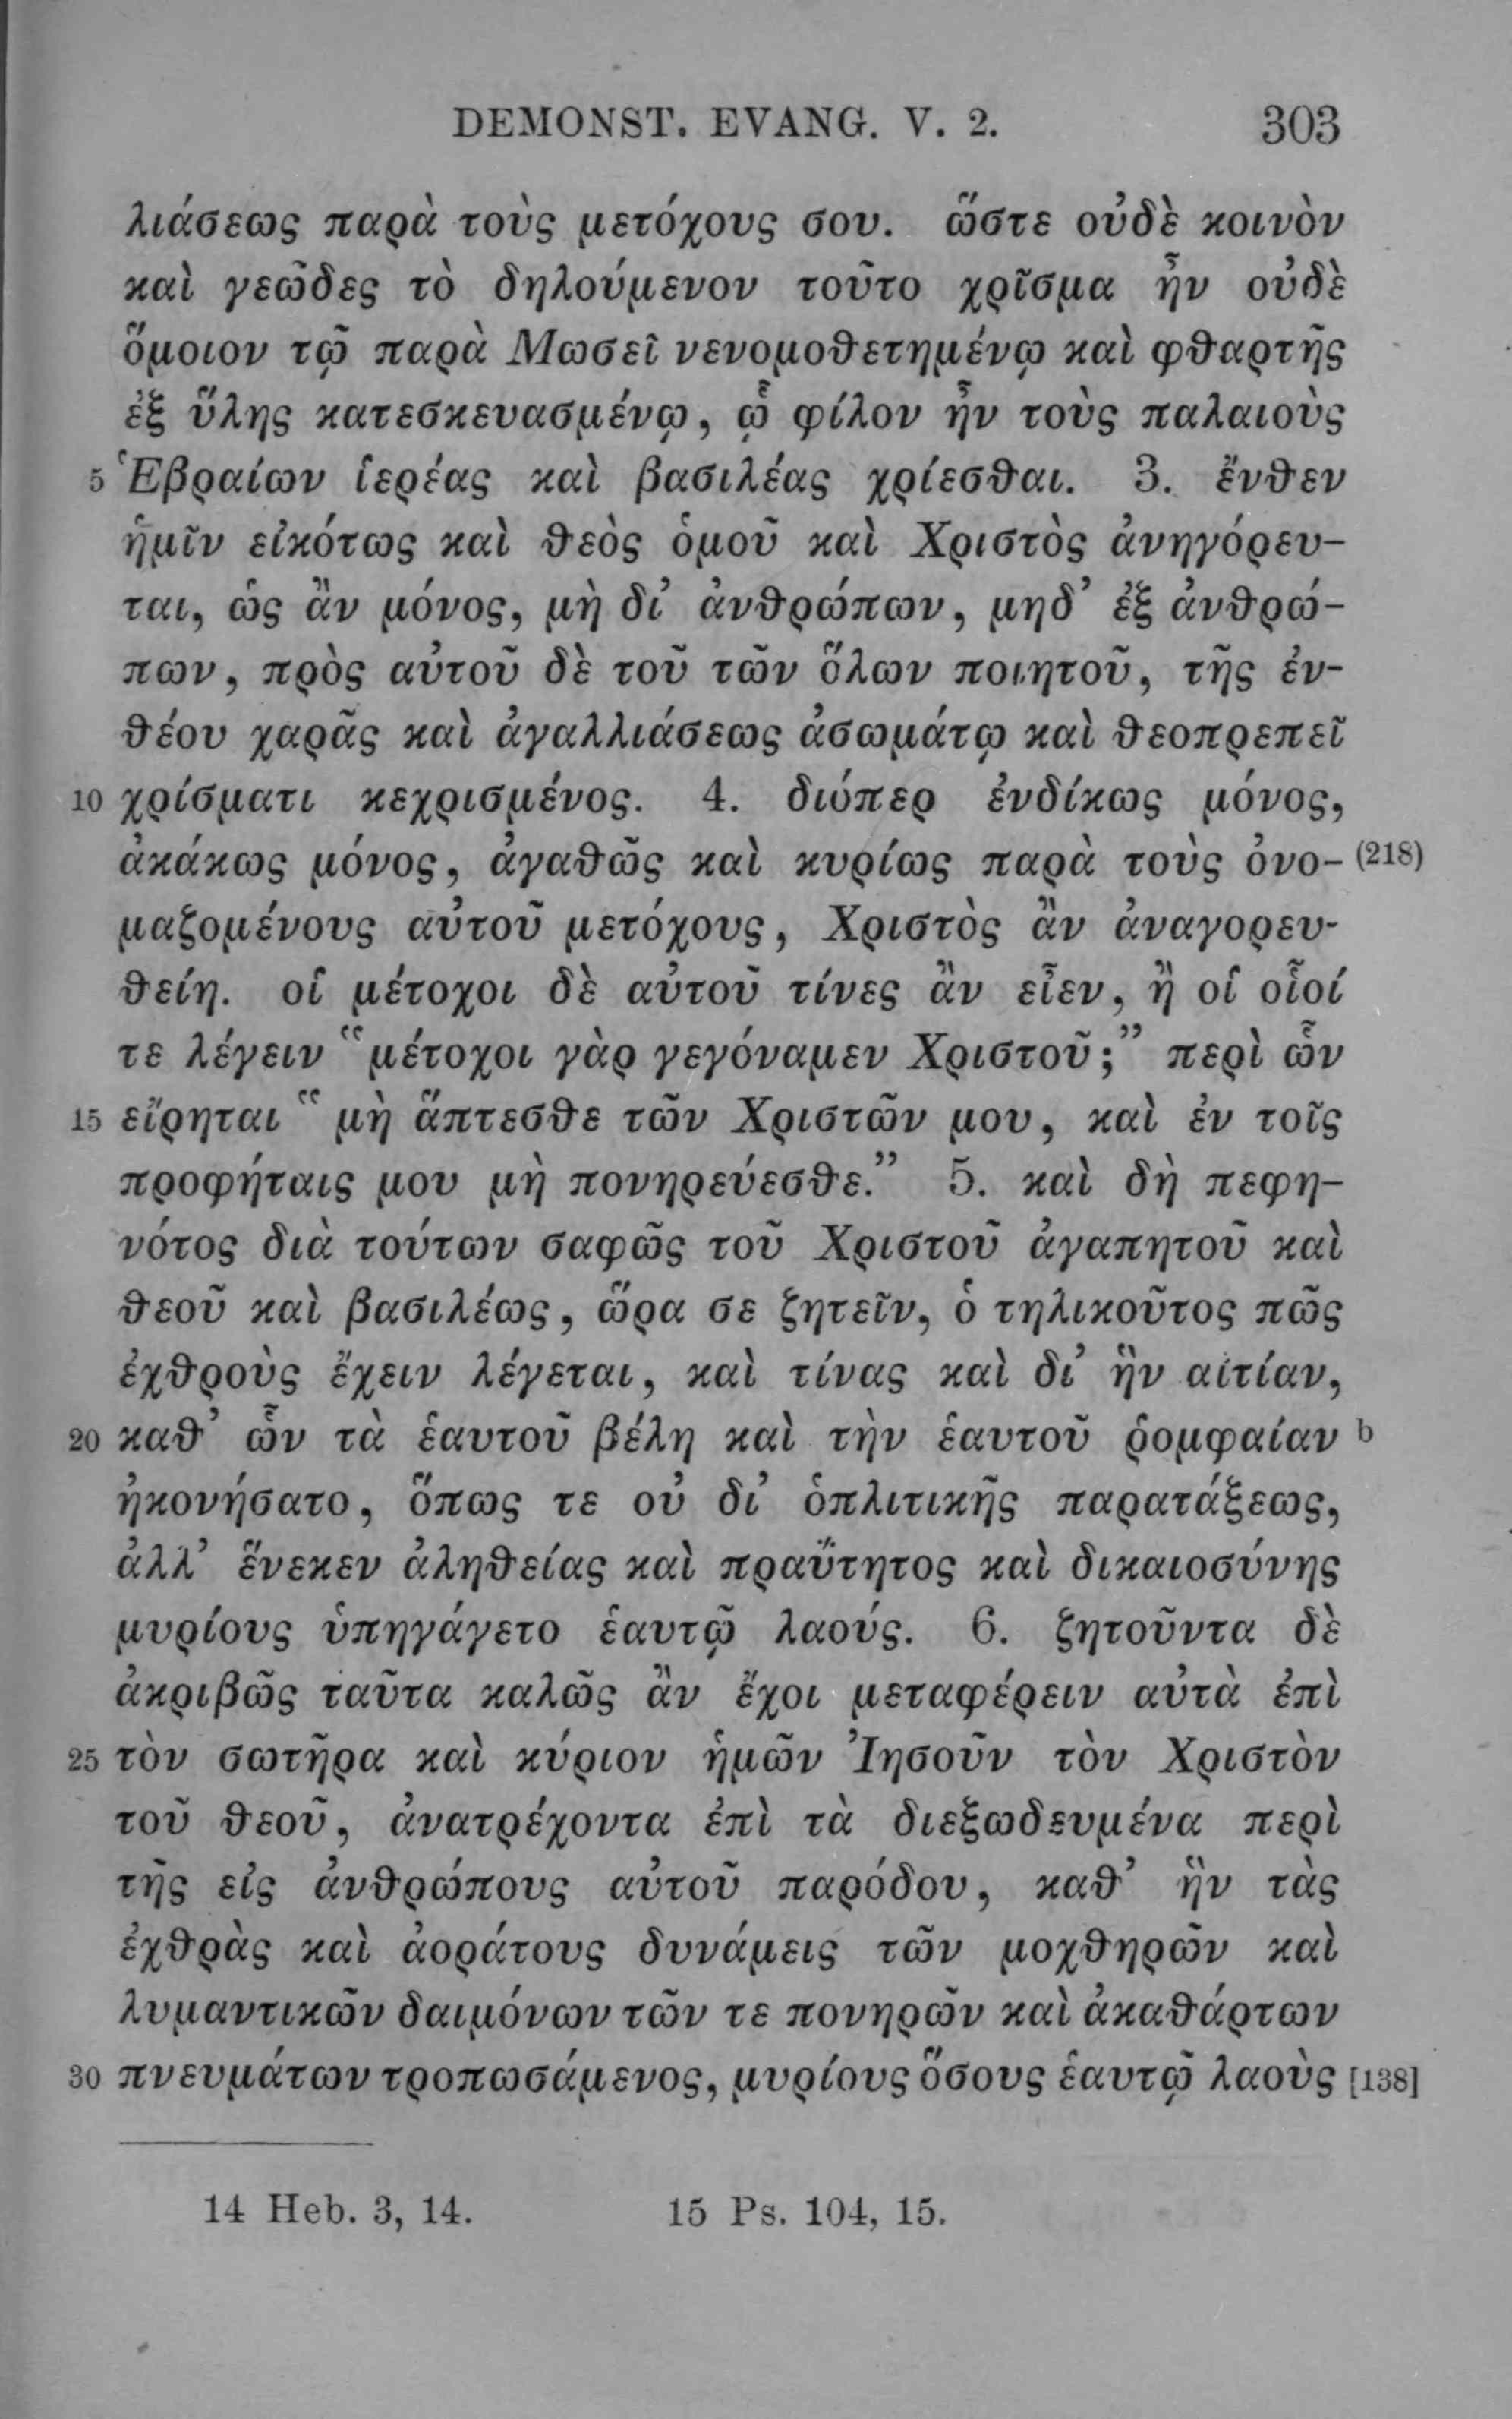 DEMONST. EVANG. V. 2. 303
λιάσεως παρὰ τοὺς μετόχους σου. ὥστε οὐδὲ κοινὸν
καὶ γεῶδες τὸ δηλούμενον τοῦτο χρῖσμα ἦν οὐδὲ
ὅμοιον τῷ παρὰ Μωσεῖ νενομοθετημένῳ καὶ φθαρτῆς
ἐξ ὕλης κατεσκευασμένῳ, ᾧ φίλον ἦν τοὺς παλαιοὺς
5 Ἑβραίων ἱερέας καὶ βασιλέας χρίεσθαι. 3. ἔνθεν
ἡμῖν εἰκότως καὶ θεὸς ὁμοῦ καὶ Χριστὸς ἀνηγόρευ-
ται, ὡς ἂν μόνος, μὴ δι’ ἀνθρώπων, μηδ’ ἐξ ἀνθρώ-
πων, πρὸς αὐτοῦ δὲ τοῦ τῶν ὅλων ποιητοῦ, τῆς ἐν-
θέου χαρᾶς καὶ ἀγαλλιάσεως ἀσωμάτῳ καὶ θεοπρεπεῖ
10 χρίσματι κεχρισμένος. 4. διόπερ ἐνδίκως μόνος,
ἀκάκως μόνος, ἀγαθῶς καὶ κυρίως παρὰ τοὺς ὀνο- (218)
μαζομένους αὐτοῦ μετόχους, Χριστὸς ἂν ἀναγορευ-
θείη. οἱ μέτοχοι δὲ αὐτοῦ τίνες ἂν εἶεν, ἢ οἱ οἷοί
τε λέγειν “μέτοχοι γὰρ γεγόναμεν Χριστοῦ;” περὶ ὧν
15 εἴρηται “μὴ ἅπτεσθε τῶν Χριστῶν μου, καὶ ἐν τοῖς
προφήταις μου μὴ πονηρεύεσθε.” 5. καὶ δὴ πεφη-
νότος διὰ τούτων σαφῶς τοῦ Χριστοῦ ἀγαπητοῦ καὶ
θεοῦ καὶ βασιλέως, ὥρα σε ζητεῖν, ὁ τηλικοῦτος πῶς
ἐχθροὺς ἔχειν λέγεται, καὶ τίνας καὶ δι’ ἣν αἰτίαν,
20 καθ’ ὧν τὰ ἑαυτοῦ βέλη καὶ τὴν ἑαυτοῦ ῥομφαίαν b
ἠκονήσατο, ὅπως τε οὐ δι’ ὁπλιτικῆς παρατάξεως,
ἀλλ’ ἕνεκεν ἀληθείας καὶ πραΰτητος καὶ δικαιοσύνης
μυρίους ὑπηγάγετο ἑαυτῷ λαούς. 6. ζητοῦντα δὲ
ἀκριβῶς ταῦτα καλῶς ἂν ἔχοι μεταφέρειν αὐτὰ ἐπὶ
25 τὸν σωτῆρα καὶ κύριον ἡμῶν Ἰησοῦν τὸν Χριστὸν
τοῦ θεοῦ, ἀνατρέχοντα ἐπὶ τὰ διεξωδευμένα περὶ
τῆς εἰς ἀνθρώπους αὐτοῦ παρόδου, καθ’ ἣν τὰς
ἐχθρὰς καὶ ἀοράτους δυνάμεις τῶν μοχθηρῶν καὶ
λυμαντικῶν δαιμόνων τῶν τε πονηρῶν καὶ ἀκαθάρτων
30 πνευμάτων τροπωσάμενος, μυρίους ὅσους ἑαυτῷ λαοὺς [138]
14 Heb. 3, 14. 15 Ps. 104, 15.